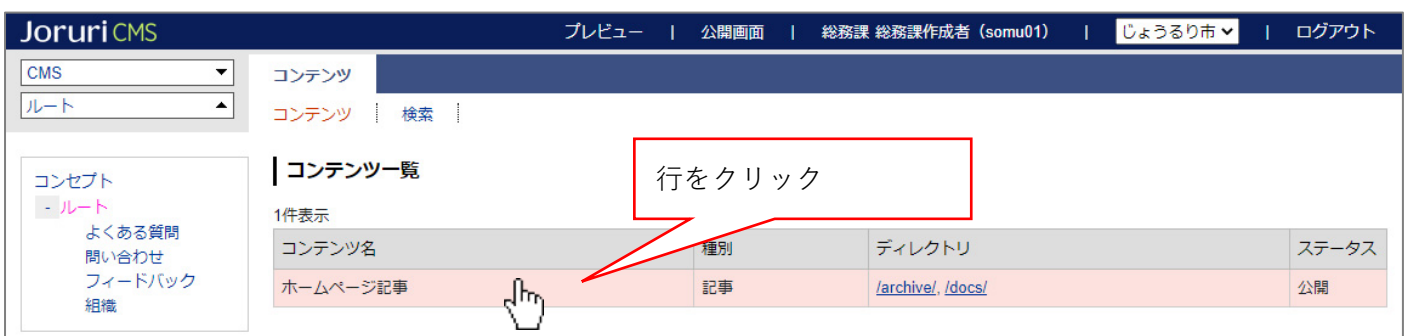 Joruri CMS プレビュー | 公開画面 | 総務課 総務課作成者（somu01） | じょうるり市 | ログアウト
CMS
ルート
コンテンツ
コンテンツ 検索
コンセプト
- ルート
よくある質問
問い合わせ
フィードバック
組織
コンテンツ一覧
行をクリック
1件表示
コンテンツ名 種別 ディレクトリ ステータス
ホームページ記事 記事 /archive/, /docs/ 公開